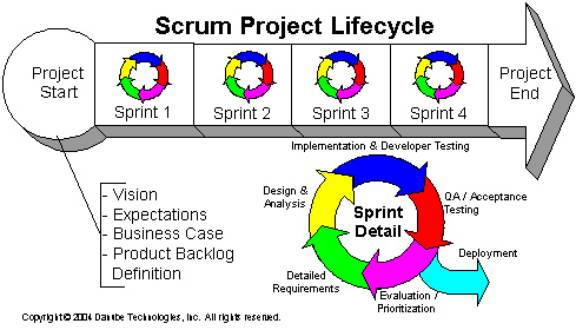 Scrum Project Lifecycle
Project
Start
Sprint 1
Sprint 2
Sprint 3
Sprint 4
Project
End
- Vision
- Expectations
- Business Case
- Product Backlog
Definition
Implementation & Developer Testing
Design &
Analysis
Sprint
Detail
QA / Acceptance
Testing
Deployment
Detailed
Requirements
Evaluation /
Prioritization
Copyright © 2004 Danube Technologies, Inc. All rights reserved.